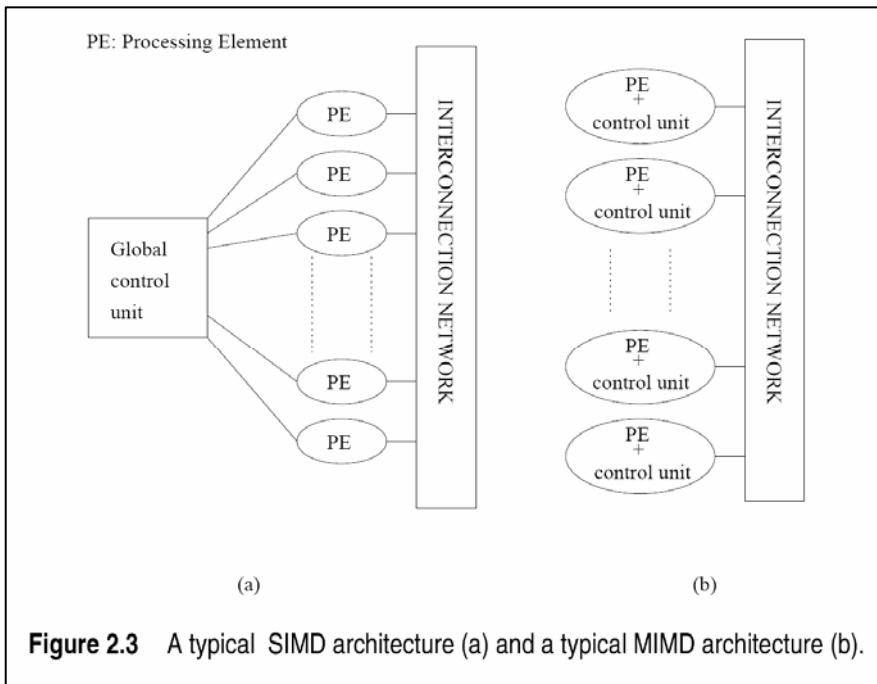 PE: Processing Element
Global
control
unit
PE
PE
PE
PE
PE
INTERCONNECTION NETWORK
(a)
PE
+
control unit
PE
+
control unit
PE
+
control unit
PE
+
control unit
INTERCONNECTION NETWORK
(b)
Figure 2.3 A typical SIMD architecture (a) and a typical MIMD architecture (b).